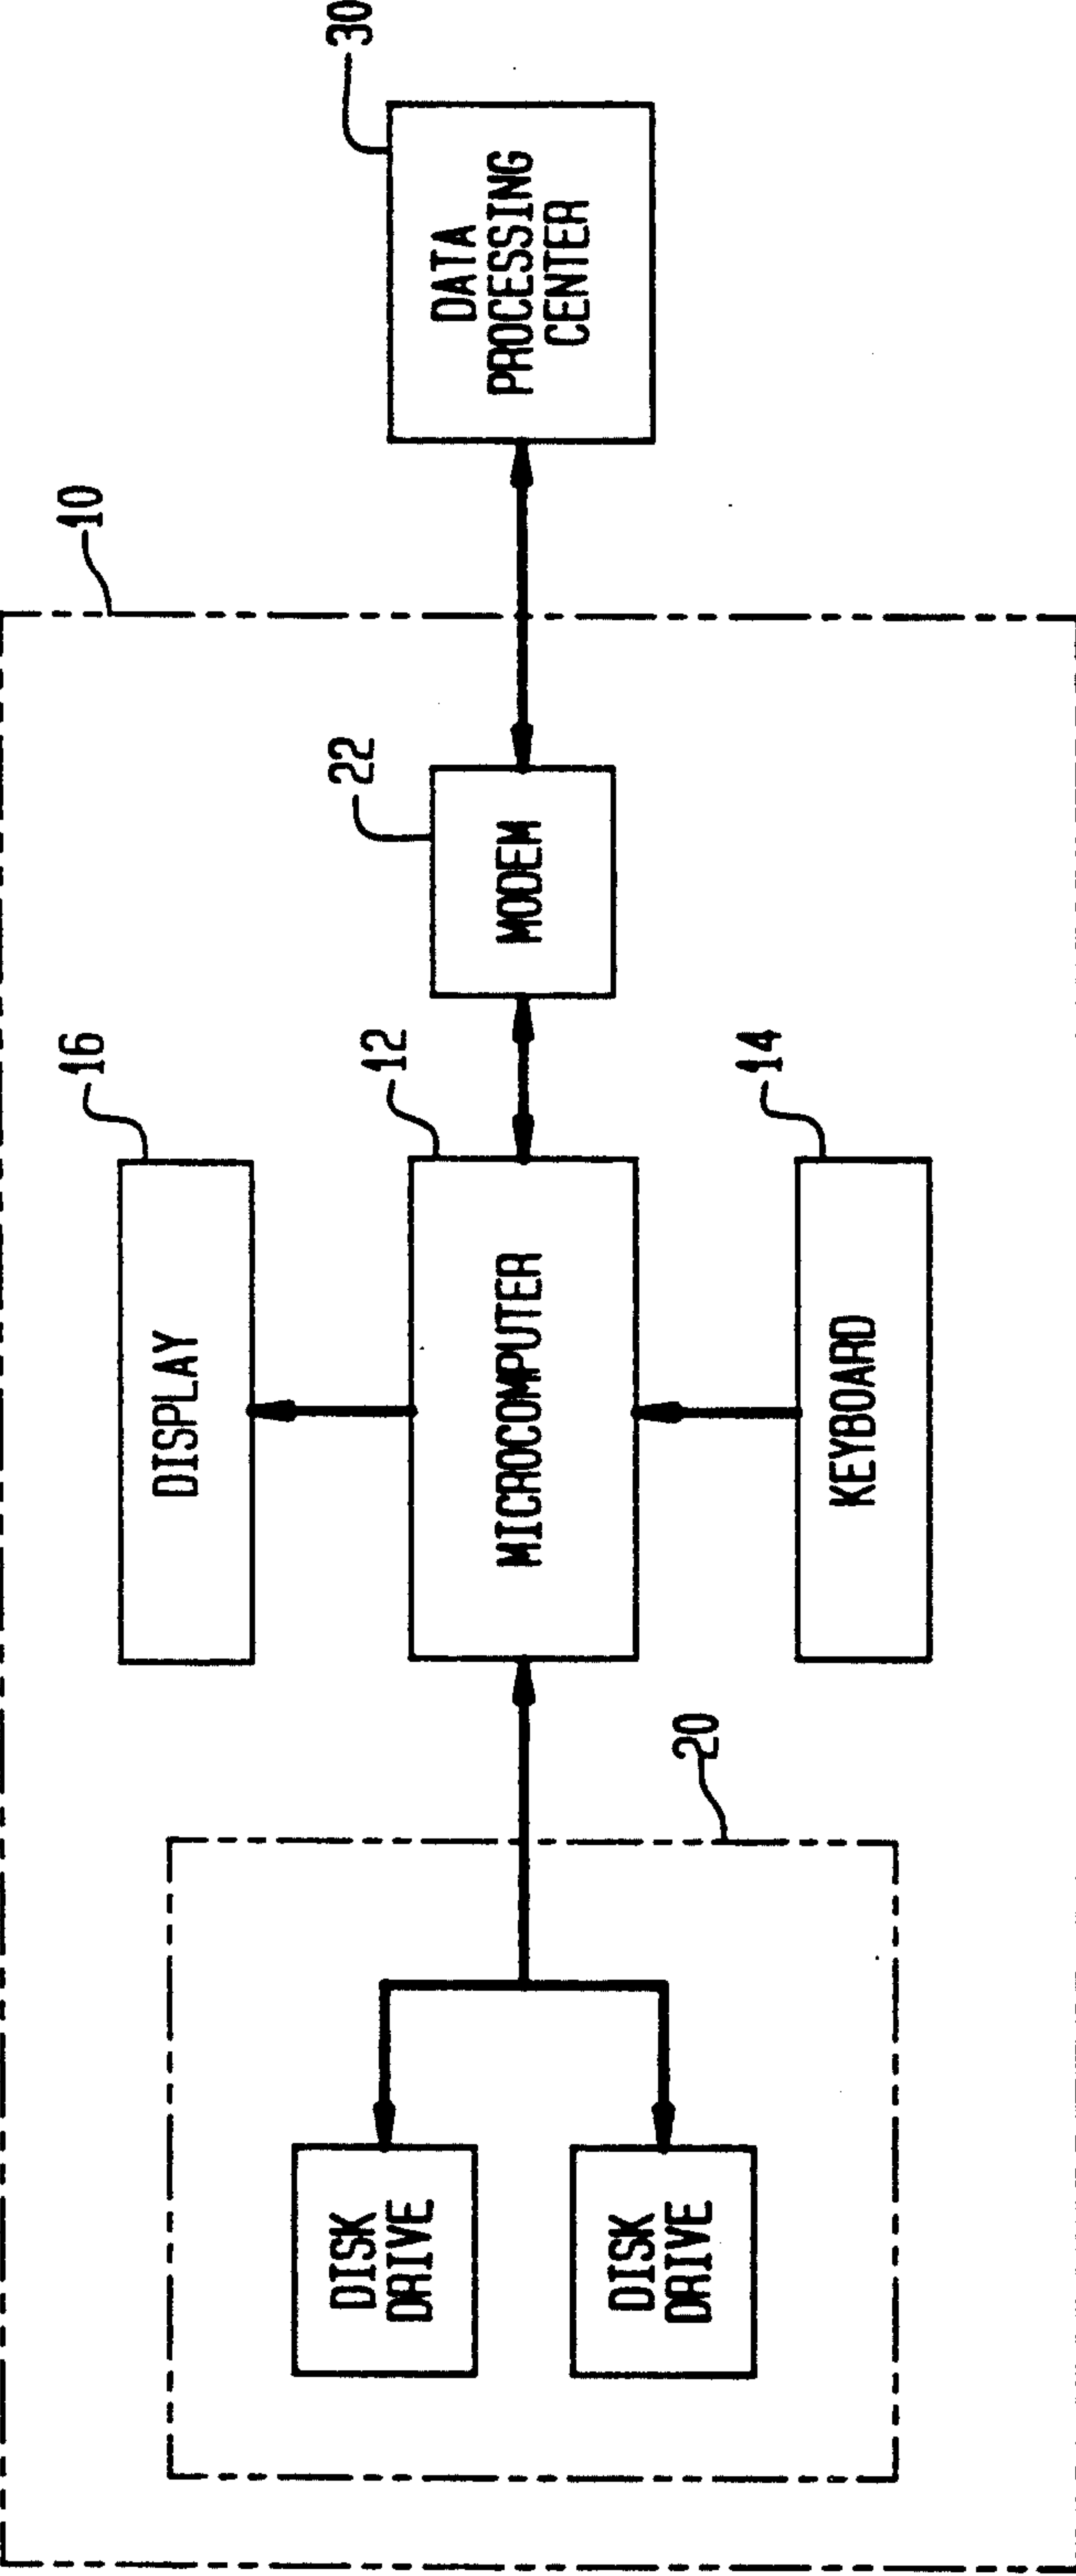 10
16
DISPLAY
20
DISK
DRIVE
DISK
DRIVE
12
MICROCOMPUTER
22
MODEM
30
DATA
PROCESSING
CENTER
14
KEYBOARD